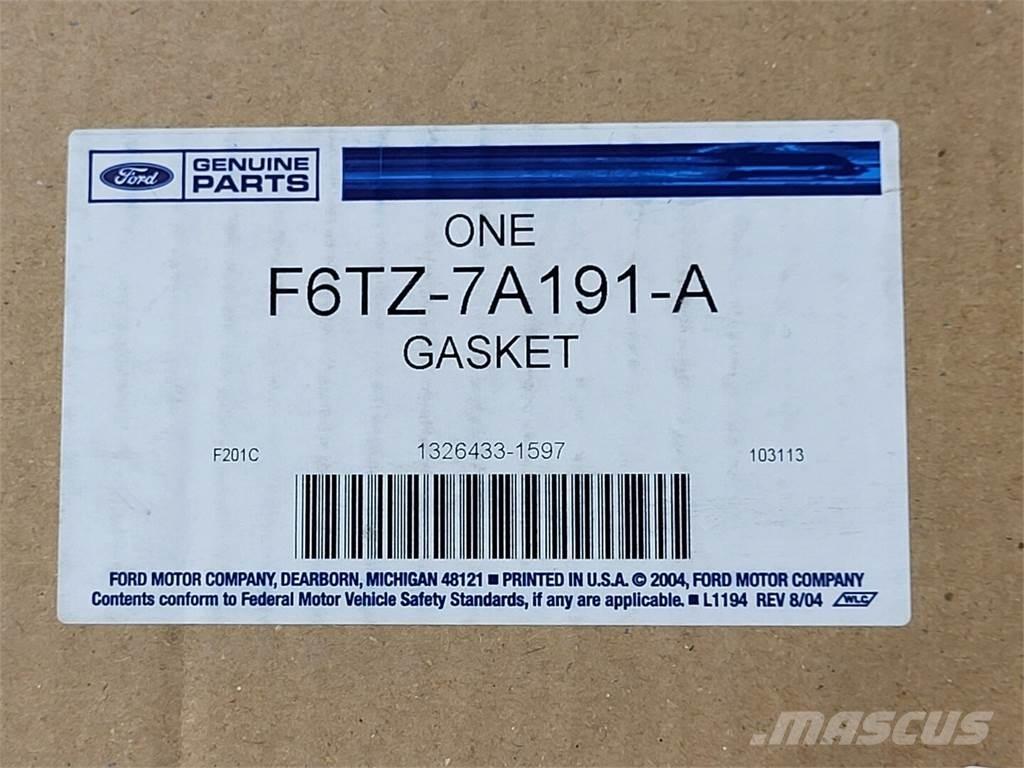 Ford GENUINE
PARTS
ONE
F6TZ-7A191-A
GASKET
F201C 1326433-1597 103113
FORD MOTOR COMPANY, DEARBORN, MICHIGAN 48121 ■ PRINTED IN U.S.A. © 2004, FORD MOTOR COMPANY
Contents conform to Federal Motor Vehicle Safety Standards, if any are applicable. ■ L1194 REV 8/04 WLC
MASCUS